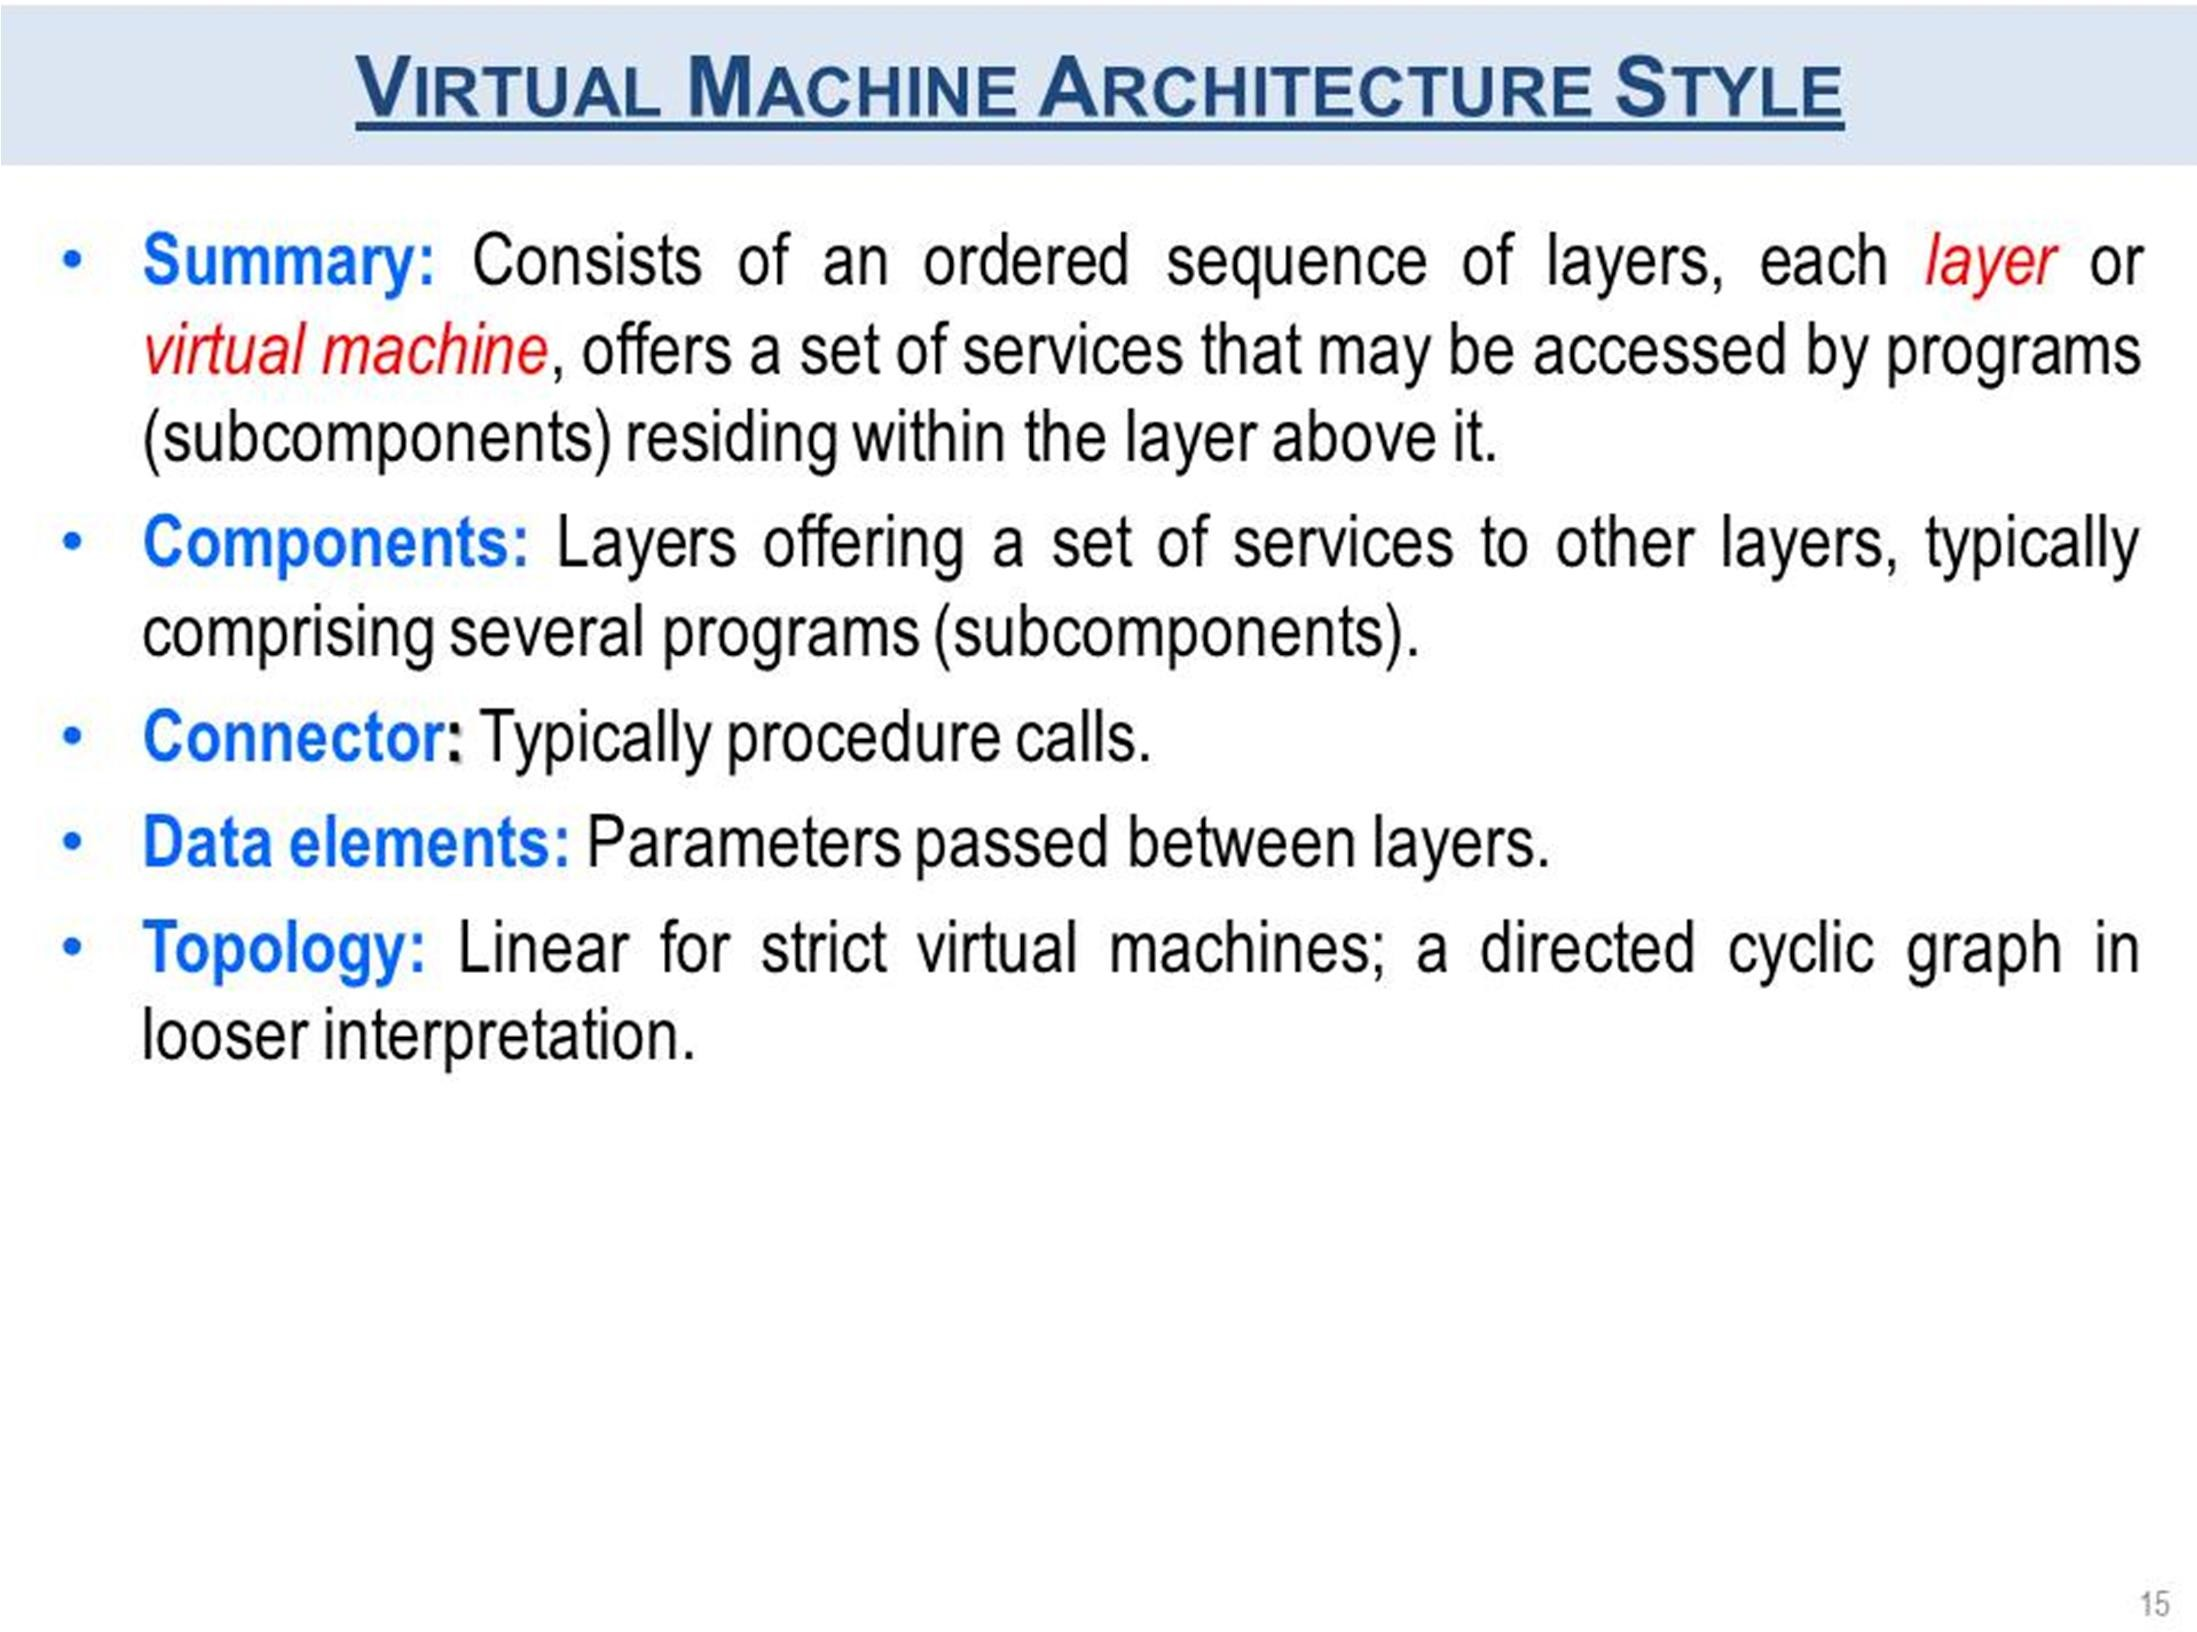 VIRTUAL MACHINE ARCHITECTURE STYLE
• Summary: Consists of an ordered sequence of layers, each layer or
virtual machine, offers a set of services that may be accessed by programs
(subcomponents) residing within the layer above it.
• Components: Layers offering a set of services to other layers, typically
comprising several programs (subcomponents).
• Connector: Typically procedure calls.
• Data elements: Parameters passed between layers.
• Topology: Linear for strict virtual machines; a directed cyclic graph in
looser interpretation.
15